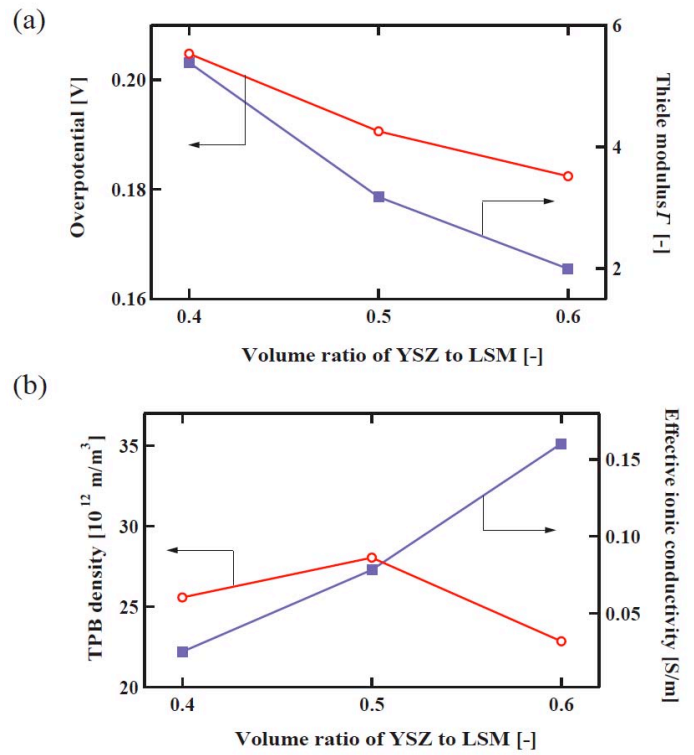 (a)
6
0.20
4
0.18
2
0.16
Overpotential [V]
Thiele modulus Γ [-]
0.4 0.5 0.6
Volume ratio of YSZ to LSM [-]
(b)
35
0.15
30
0.10
25
0.05
20
TPB density [10¹² m/m³]
Effective ionic conductivity [S/m]
0.4 0.5 0.6
Volume ratio of YSZ to LSM [-]